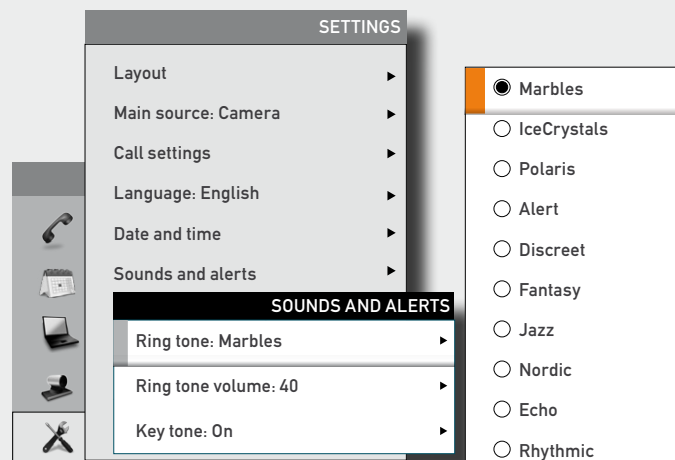 SETTINGS
Layout
Main source: Camera
Call settings
Language: English
Date and time
Sounds and alerts
SOUNDS AND ALERTS
Ring tone: Marbles
Ring tone volume: 40
Key tone: On
Marbles
IceCrystals
Polaris
Alert
Discreet
Fantasy
Jazz
Nordic
Echo
Rhythmic